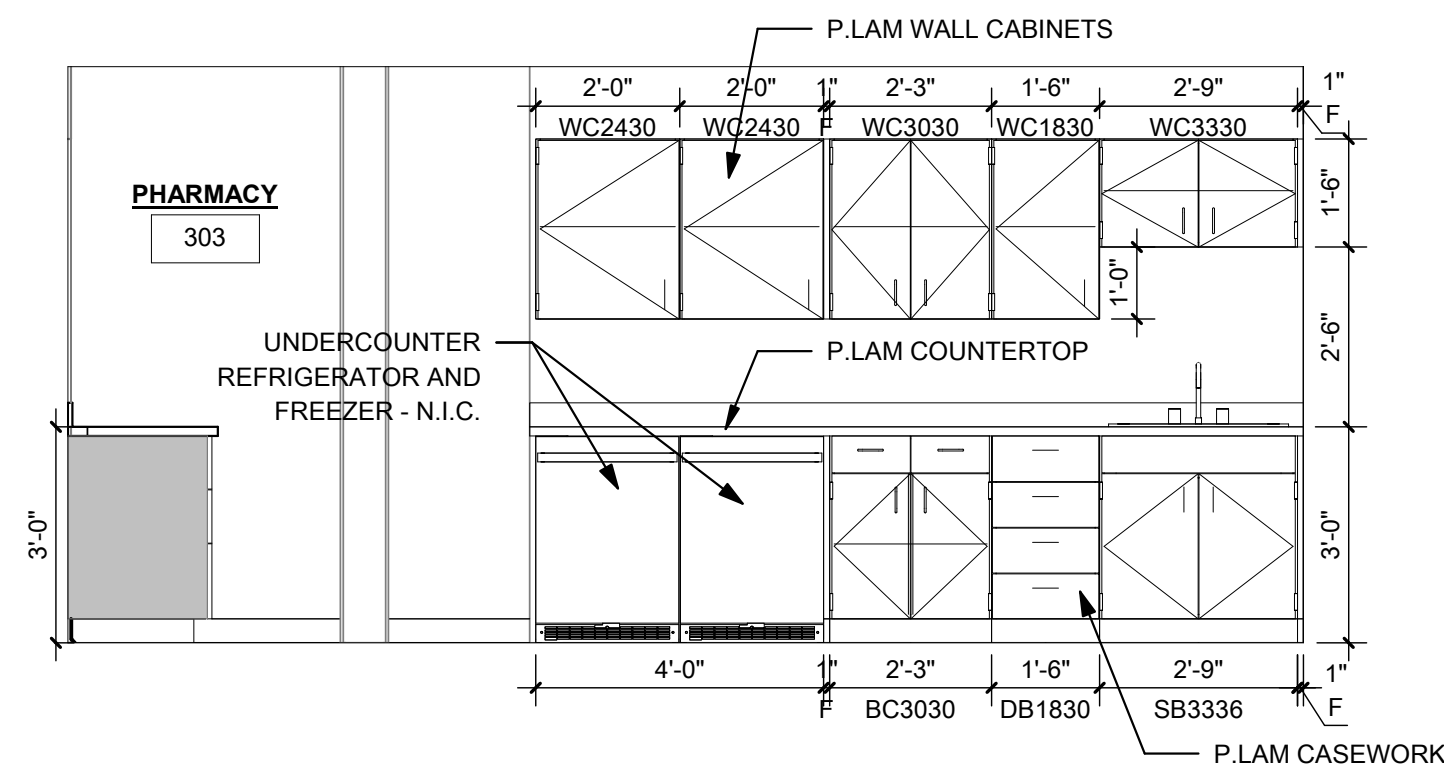 P.LAM WALL CABINETS
2'-0" 2'-0" 1" 2'-3" 1'-6" 2'-9" 1"
WC2430 WC2430 F WC3030 WC1830 WC3330 F
PHARMACY
303
1'-6"
1'-0"
2'-6"
UNDERCOUNTER
REFRIGERATOR AND
FREEZER - N.I.C.
P.LAM COUNTERTOP
3'-0"
3'-0"
4'-0" 1" 2'-3" 1'-6" 2'-9" 1"
F BC3030 DB1830 SB3336 F
P.LAM CASEWORK